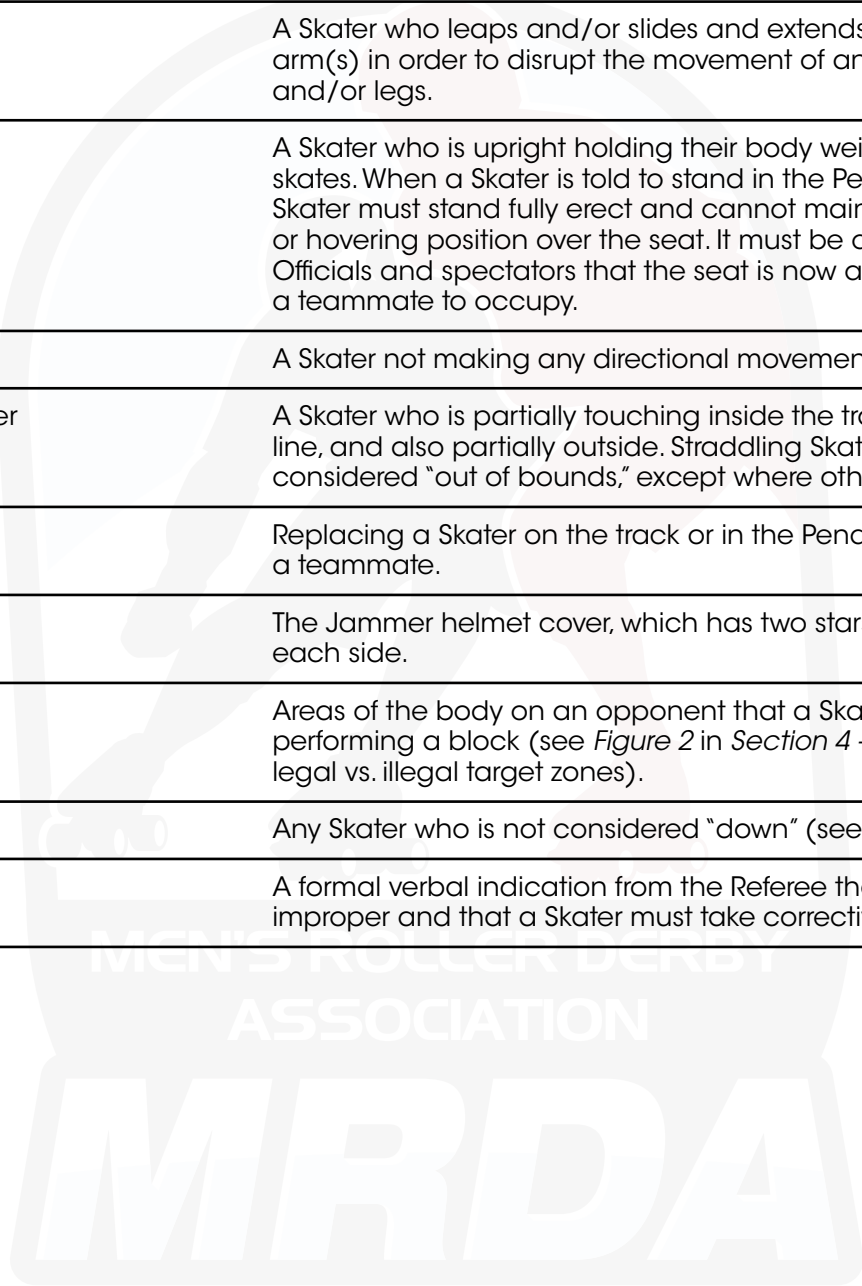 A Skater who leaps and/or slides and extends
arm(s) in order to disrupt the movement of an
and/or legs.
A Skater who is upright holding their body wei
skates. When a Skater is told to stand in the Pe
Skater must stand fully erect and cannot main
or hovering position over the seat. It must be c
Officials and spectators that the seat is now a
a teammate to occupy.
A Skater not making any directional movemen
er
A Skater who is partially touching inside the tra
line, and also partially outside. Straddling Skat
considered “out of bounds,” except where oth
Replacing a Skater on the track or in the Pena
a teammate.
The Jammer helmet cover, which has two star
each side.
Areas of the body on an opponent that a Ska
performing a block (see Figure 2 in Section 4 -
legal vs. illegal target zones).
Any Skater who is not considered “down” (see
A formal verbal indication from the Referee tha
improper and that a Skater must take correcti
MEN'S ROLLER DERBY
ASSOCIATION
MRDA